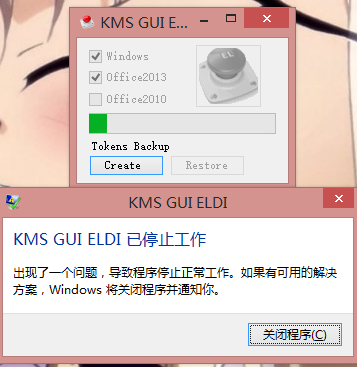 KMS GUI E...
Windows
Office2013
Office2010
EL
Tokens Backup
Create
Restore
KMS GUI ELDI
KMS GUI ELDI 已停止工作
出现了一个问题，导致程序停止正常工作。如果有可用的解决
方案，Windows 将关闭程序并通知你。
关闭程序(C)